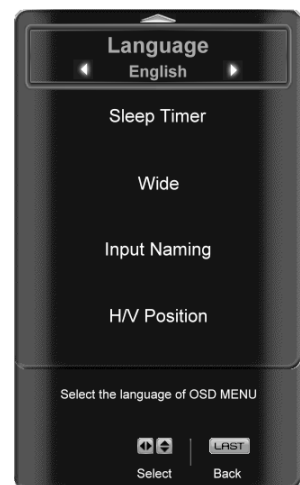 Language
English
Sleep Timer
Wide
Input Naming
H/V Position
Select the language of OSD MENU
LAST
Select Back